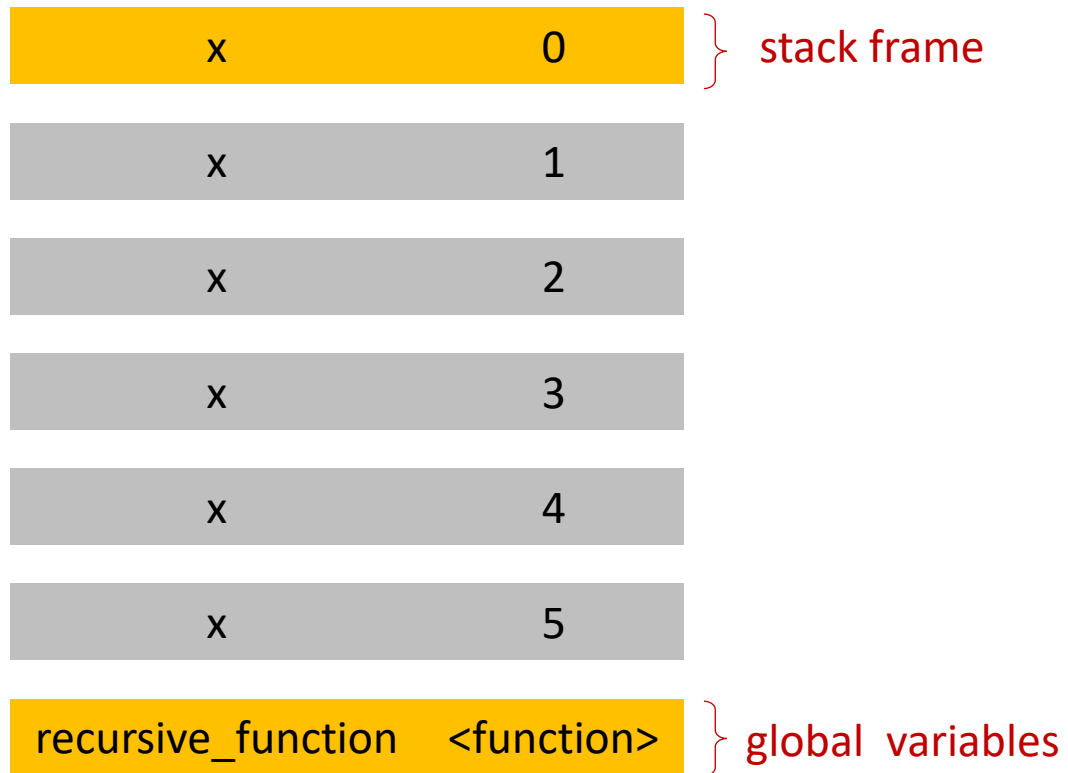 x 0 stack frame
x 1
x 2
x 3
x 4
x 5
recursive_function <function> global variables